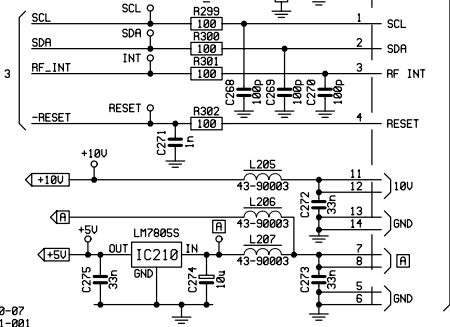 SCL SCL R299 100 1 SCL
SDA SDA R300 100 2 SDA
3 RF_INT INT R301 100 3 RF INT
C268 100p C269 100p C270 100p
-RESET RESET R302 100 4 RESET
C271 1n
+10V +10V L205 43-90003 11 12 10V
C272 33n
A L206 43-90003 13 14 GND
+5V +5V OUT LM7805S IC210 IN GND A L207 43-90003 7 8 A
C275 33n C274 10u C273 33n 5 6 GND
0-07
1-001